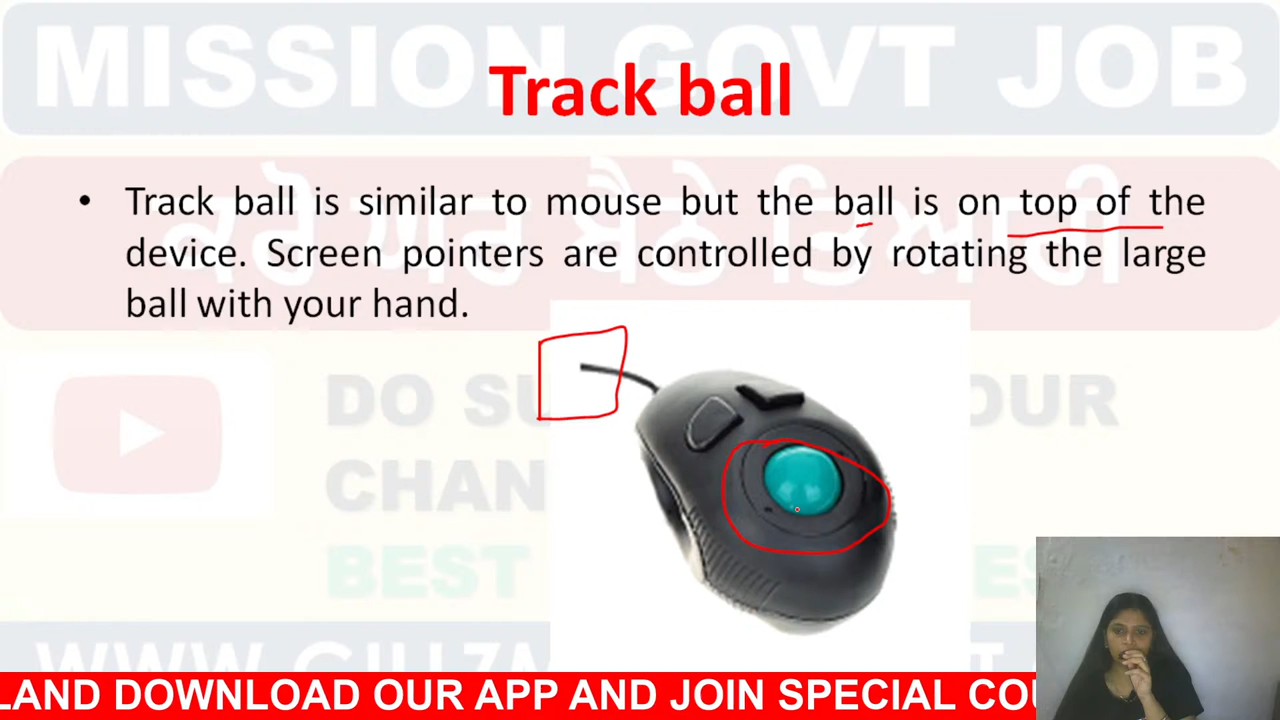 MISSION GOVT JOB
Track ball
• Track ball is similar to mouse but the ball is on top of the
device. Screen pointers are controlled by rotating the large
ball with your hand.
ਘਰ ਬੈਠੇ
DO
OUR
CHAN
BEST
LAND DOWNLOAD OUR APP AND JOIN SPECIAL